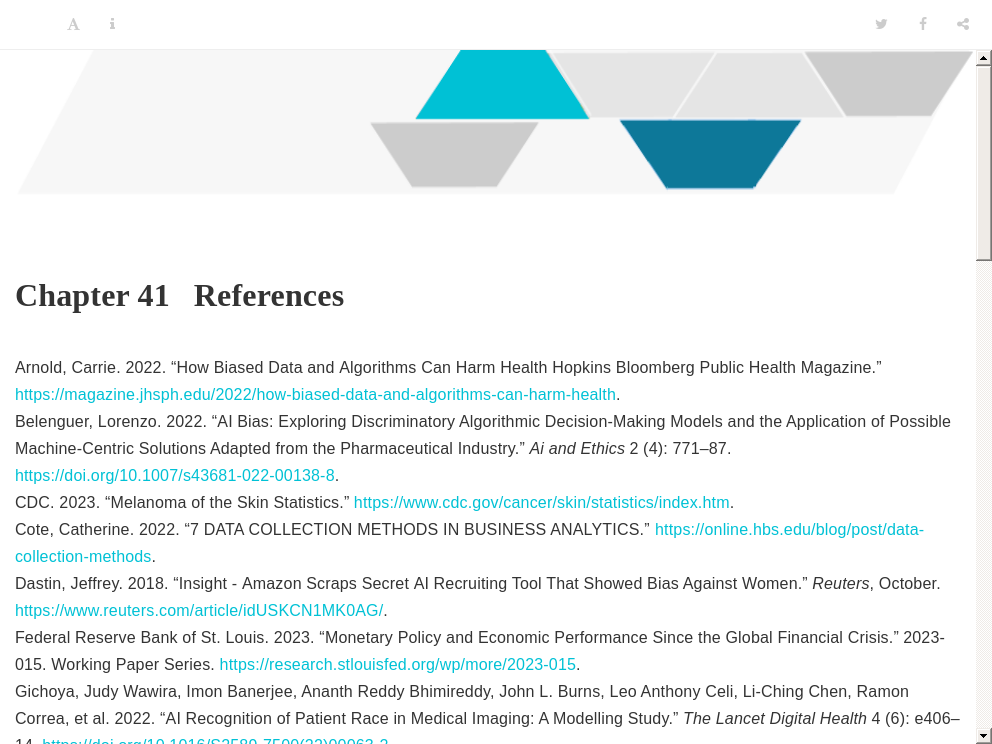 Chapter 41 References
Arnold, Carrie. 2022. “How Biased Data and Algorithms Can Harm Health Hopkins Bloomberg Public Health Magazine.”
https://magazine.jhsph.edu/2022/how-biased-data-and-algorithms-can-harm-health.
Belenguer, Lorenzo. 2022. “AI Bias: Exploring Discriminatory Algorithmic Decision-Making Models and the Application of Possible
Machine-Centric Solutions Adapted from the Pharmaceutical Industry.” Ai and Ethics 2 (4): 771–87.
https://doi.org/10.1007/s43681-022-00138-8.
CDC. 2023. “Melanoma of the Skin Statistics.” https://www.cdc.gov/cancer/skin/statistics/index.htm.
Cote, Catherine. 2022. “7 DATA COLLECTION METHODS IN BUSINESS ANALYTICS.” https://online.hbs.edu/blog/post/data-
collection-methods.
Dastin, Jeffrey. 2018. “Insight - Amazon Scraps Secret AI Recruiting Tool That Showed Bias Against Women.” Reuters, October.
https://www.reuters.com/article/idUSKCN1MK0AG/.
Federal Reserve Bank of St. Louis. 2023. “Monetary Policy and Economic Performance Since the Global Financial Crisis.” 2023-
015. Working Paper Series. https://research.stlouisfed.org/wp/more/2023-015.
Gichoya, Judy Wawira, Imon Banerjee, Ananth Reddy Bhimireddy, John L. Burns, Leo Anthony Celi, Li-Ching Chen, Ramon
Correa, et al. 2022. “AI Recognition of Patient Race in Medical Imaging: A Modelling Study.” The Lancet Digital Health 4 (6): e406–
14. https://doi.org/10.1016/S2589-7500(22)00063-2.